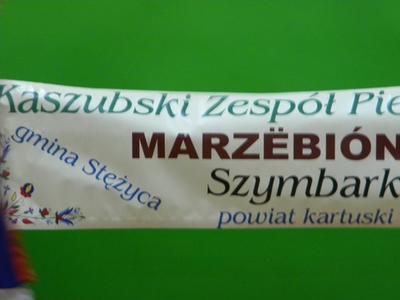 Kaszubski Zespół Pie
gmina Stężyca
MARZËBIÓN
Szymbark
powiat kartuski